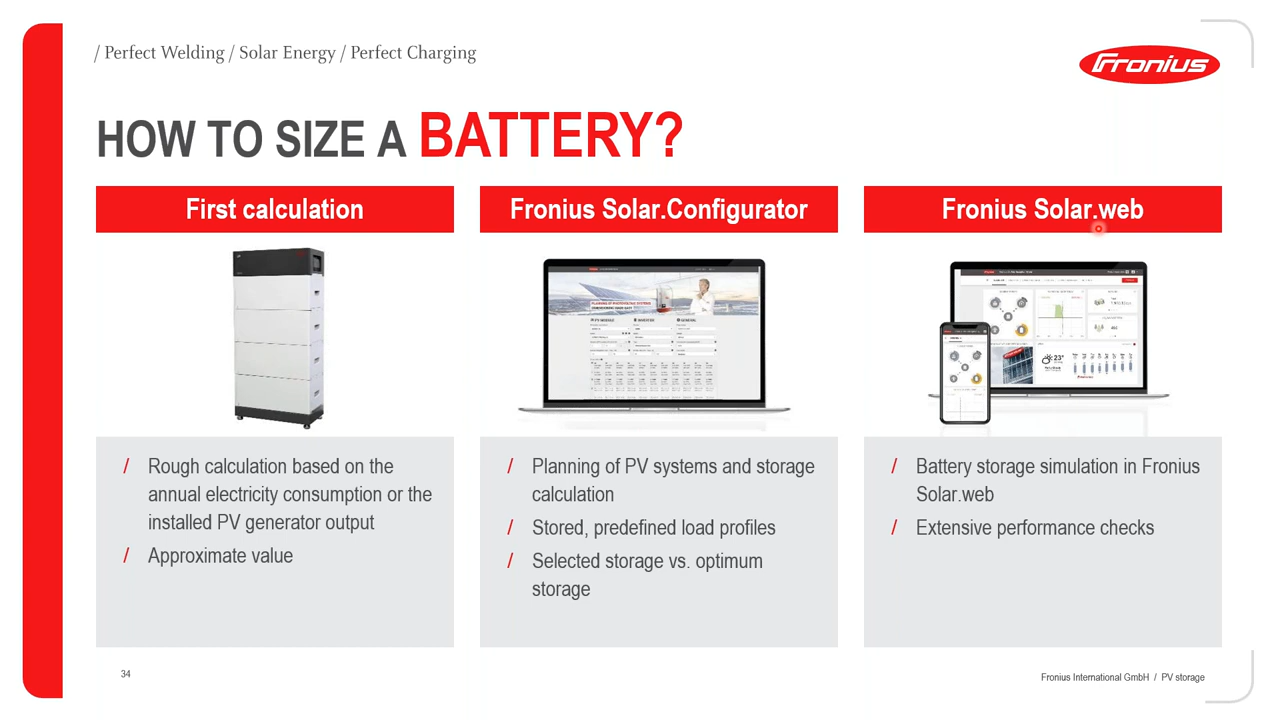 / Perfect Welding / Solar Energy / Perfect Charging
Fronius
HOW TO SIZE A BATTERY?
First calculation
/ Rough calculation based on the
annual electricity consumption or the
installed PV generator output
/ Approximate value
Fronius Solar.Configurator
/ Planning of PV systems and storage
calculation
/ Stored, predefined load profiles
/ Selected storage vs. optimum
storage
Fronius Solar.web
23°
/ Battery storage simulation in Fronius
Solar.web
/ Extensive performance checks
34
Fronius International GmbH / PV storage